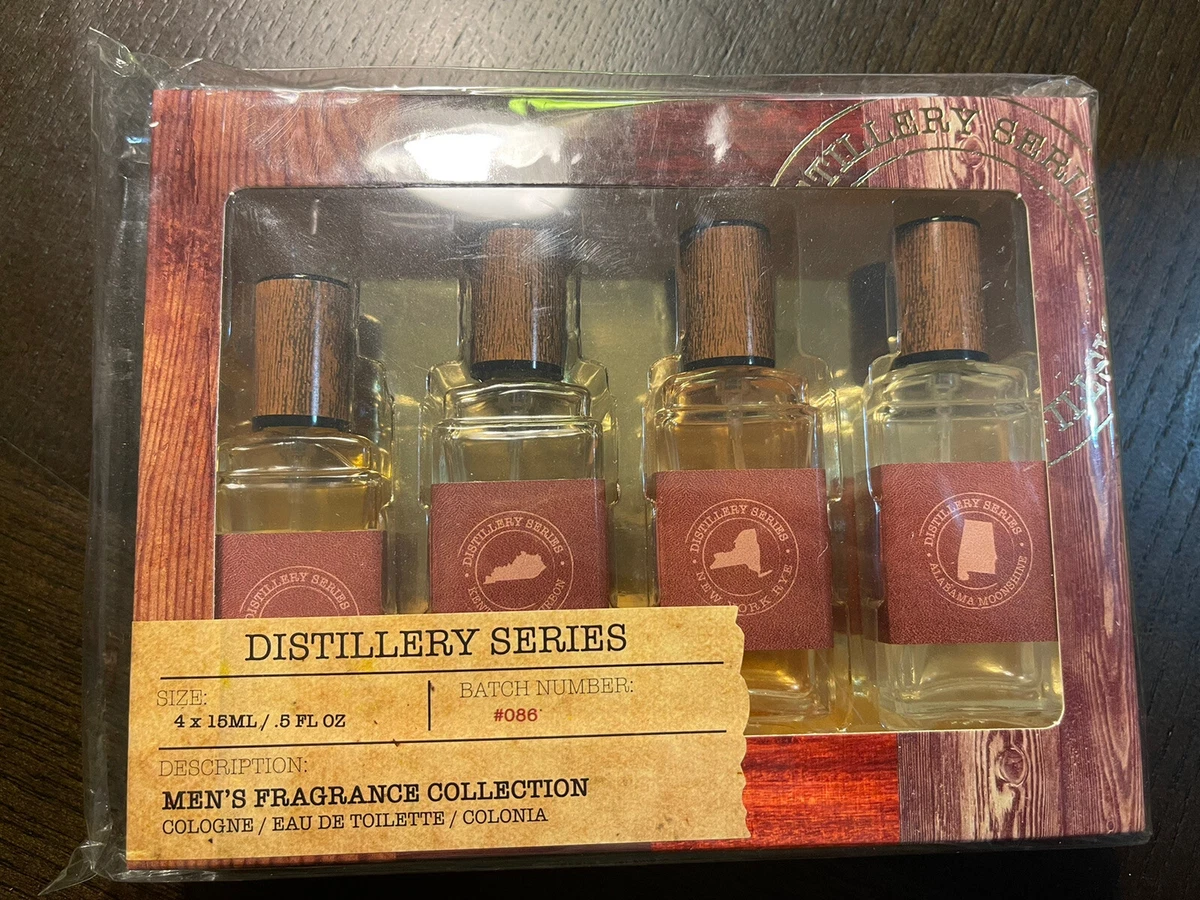 DISTILLERY SERIES
DISTILLERY SERIES
DISTILLERY SERIES
DISTILLERY SERIES
NEW YORK RYE
DISTILLERY SERIES
ALABAMA MOONSHINE
DISTILLERY SERIES
SIZE:
4 x 15ML / .5 FL OZ
BATCH NUMBER:
#086
DESCRIPTION:
MEN'S FRAGRANCE COLLECTION
COLOGNE / EAU DE TOILETTE / COLONIA